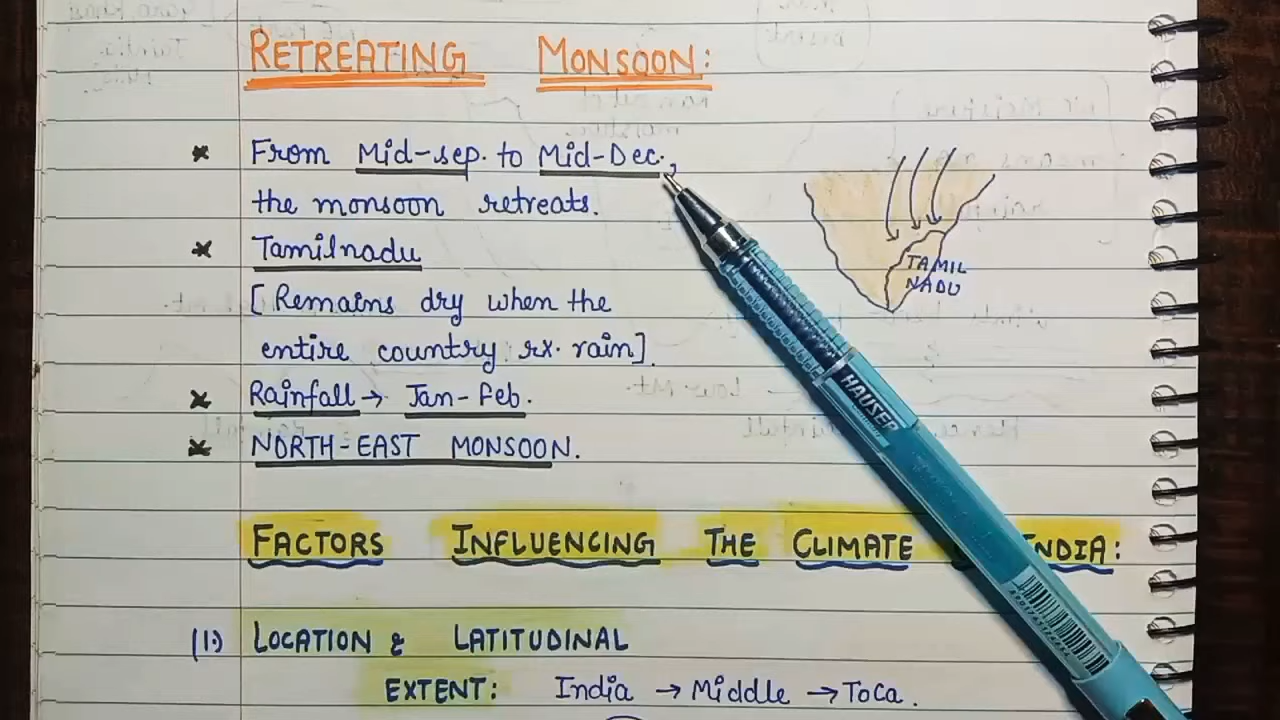 RETREATING MONSOON:
* From Mid-sep. to Mid-Dec.,
the monsoon retreats.
* Tamilnadu
[Remains dry when the
entire country rx. rain].
* Rainfall → Jan-Feb.
* NORTH-EAST MONSOON.
TAMIL
NADU
HAUSER
FACTORS INFLUENCING THE CLIMATE INDIA:
(1.) LOCATION & LATITUDINAL
EXTENT: India → Middle → ToCa.